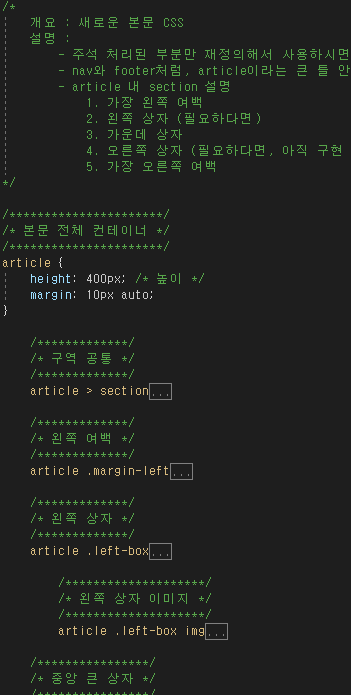 /*
개요 : 새로운 본문 CSS
설명 :
- 주석 처리된 부분만 재정의해서 사용하시면
- nav와 footer처럼, article이라는 큰 틀 안
- article 내 section 설명
1. 가장 왼쪽 여백
2. 왼쪽 상자 (필요하다면)
3. 가운데 상자
4. 오른쪽 상자 (필요하다면, 아직 구현
5. 가장 오른쪽 여백
*/
/**********************/
/* 본문 전체 컨테이너 */
/**********************/
article {
height: 400px; /* 높이 */
margin: 10px auto;
}
/*************/
/* 구역 공통 */
/*************/
article > section...
/*************/
/* 왼쪽 여백 */
/*************/
article .margin-left...
/*************/
/* 왼쪽 상자 */
/*************/
article .left-box...
/********************/
/* 왼쪽 상자 이미지 */
/********************/
article .left-box img...
/****************/
/* 중앙 큰 상자 */
/****************/